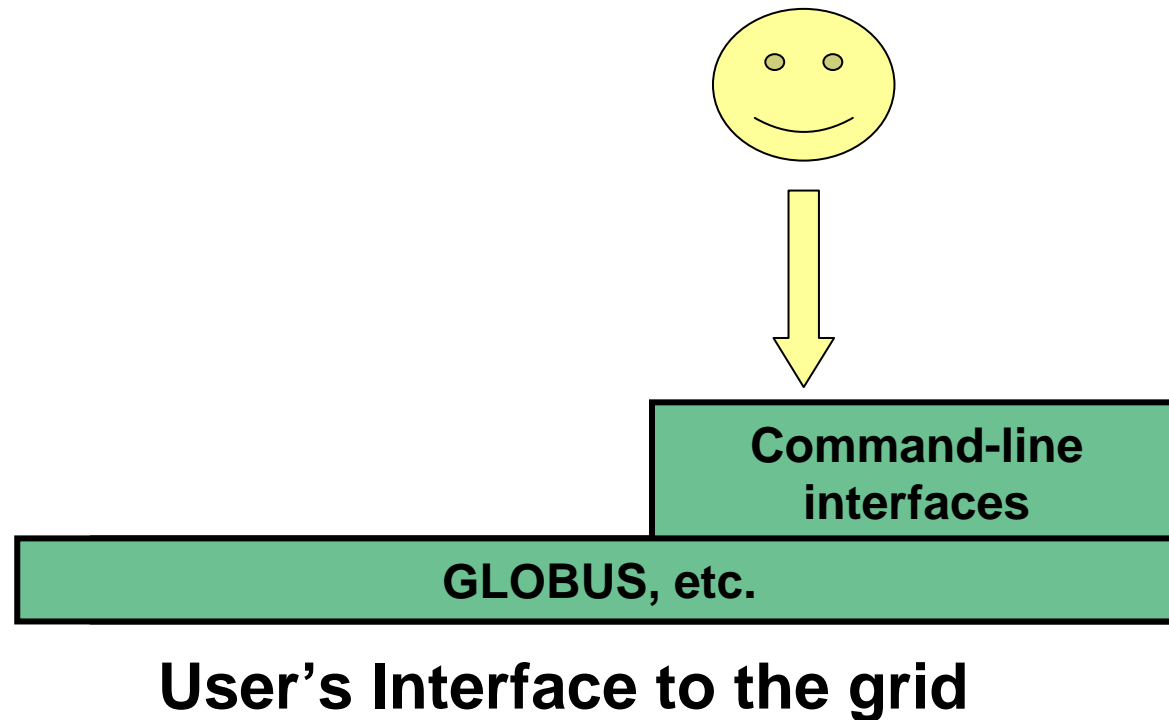 Command-line
interfaces
GLOBUS, etc.
User’s Interface to the grid